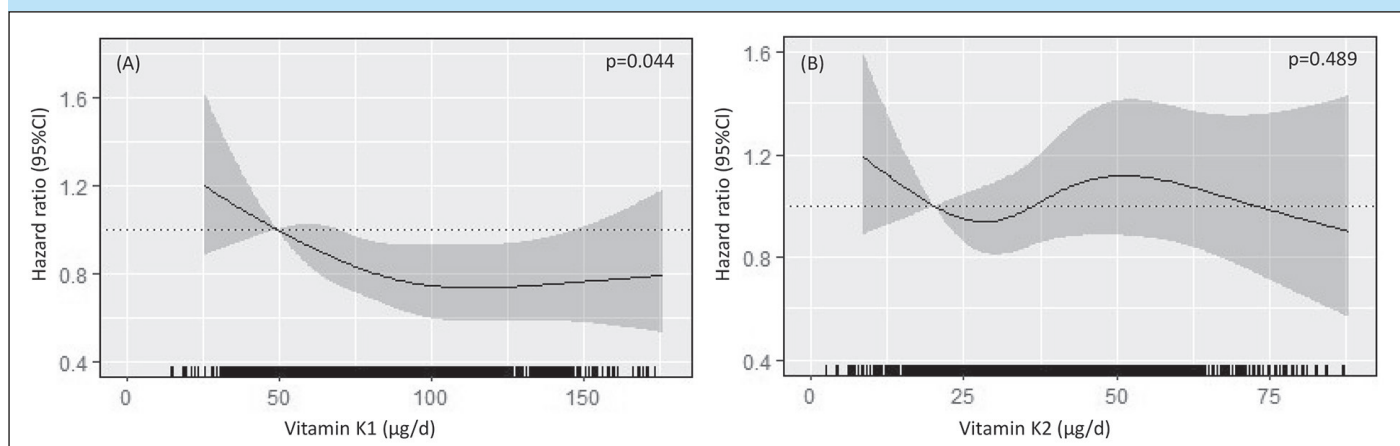 (A)
p=0.044
Hazard ratio (95%CI)
1.6
1.2
0.8
0.4
0
50
100
150
Vitamin K1 (µg/d)
(B)
p=0.489
Hazard ratio (95%CI)
1.6
1.2
0.8
0.4
0
25
50
75
Vitamin K2 (µg/d)